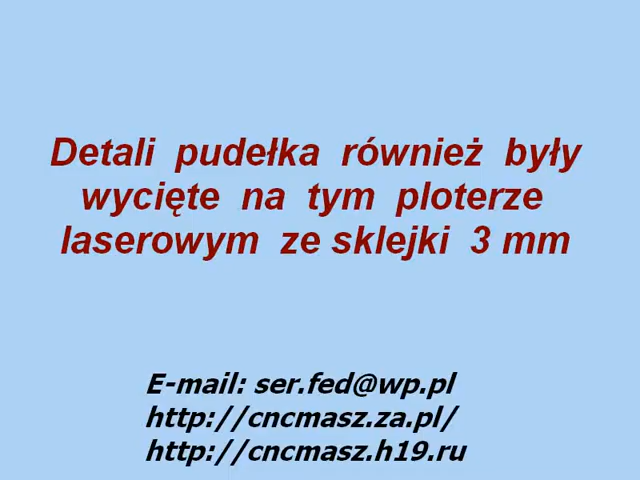 Detali pudełka również były
wycięte na tym ploterze
laserowym ze sklejki 3 mm
E-mail: ser.fed@wp.pl
http://cncmasz.za.pl/
http://cncmasz.h19.ru